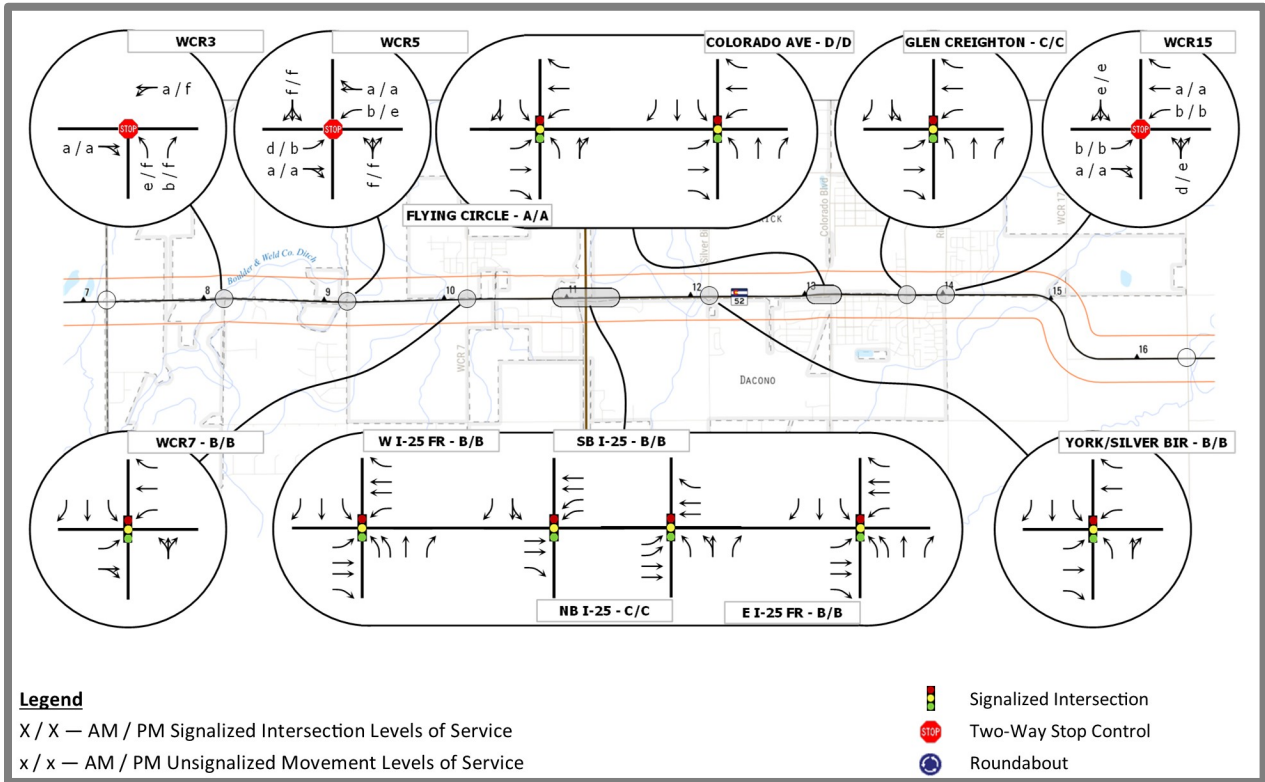 WCR3
WCR5
COLORADO AVE - D/D
GLEN CREIGHTON - C/C
WCR15
a / f
STOP
a / a
e / f
b / f
f / f
a / a
b / e
STOP
d / b
a / a
f / f
e / e
a / a
b / b
STOP
b / b
a / a
d / e
FLYING CIRCLE - A/A
RICK
Silver Bi
Colorado Blvd
WCR 17
Boulder & Weld Co. Ditch
7
8
9
10
11
12
52
13
14
15
16
WCR 7
DACONO
WCR7 - B/B
W I-25 FR - B/B
SB I-25 - B/B
YORK/SILVER BIR - B/B
NB I-25 - C/C
E I-25 FR - B/B
Legend
X / X — AM / PM Signalized Intersection Levels of Service
x / x — AM / PM Unsignalized Movement Levels of Service
Signalized Intersection
STOP
Two-Way Stop Control
Roundabout